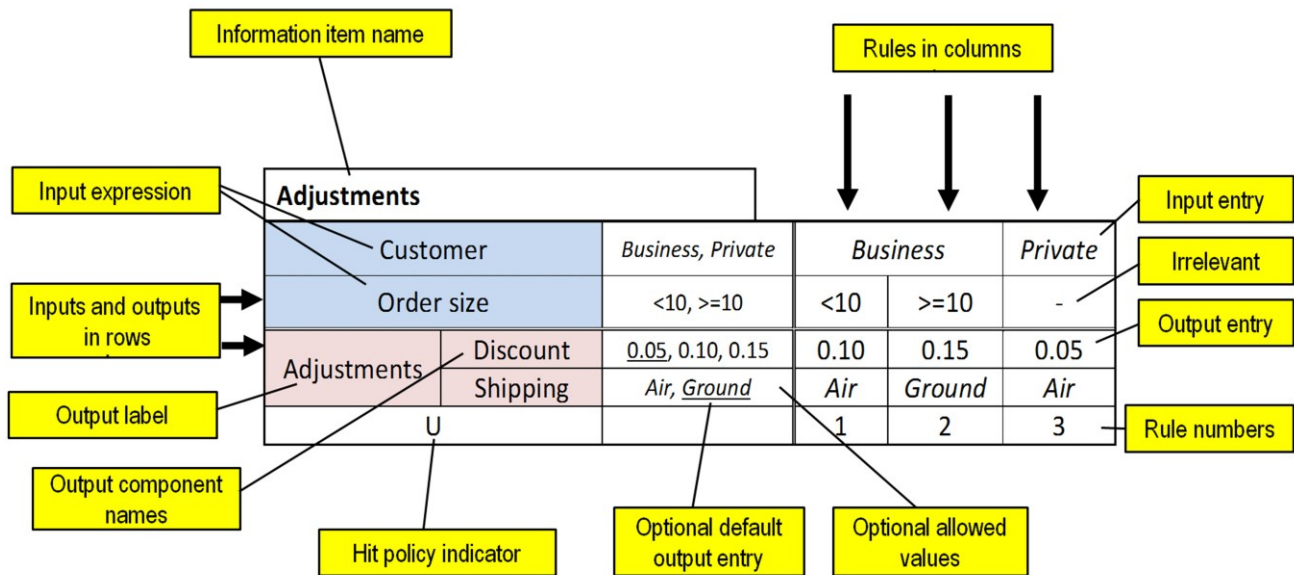 Information item name
Rules in columns
Input expression
Adjustments
Input entry
Customer
Business, Private
Business
Private
Irrelevant
Inputs and outputs
in rows
Order size
<10, >=10
<10
>=10
-
Output entry
Adjustments
Discount
0.05, 0.10, 0.15
0.10
0.15
0.05
Shipping
Air, Ground
Air
Ground
Air
Output label
U
1
2
3
Rule numbers
Output component
names
Hit policy indicator
Optional default
output entry
Optional allowed
values